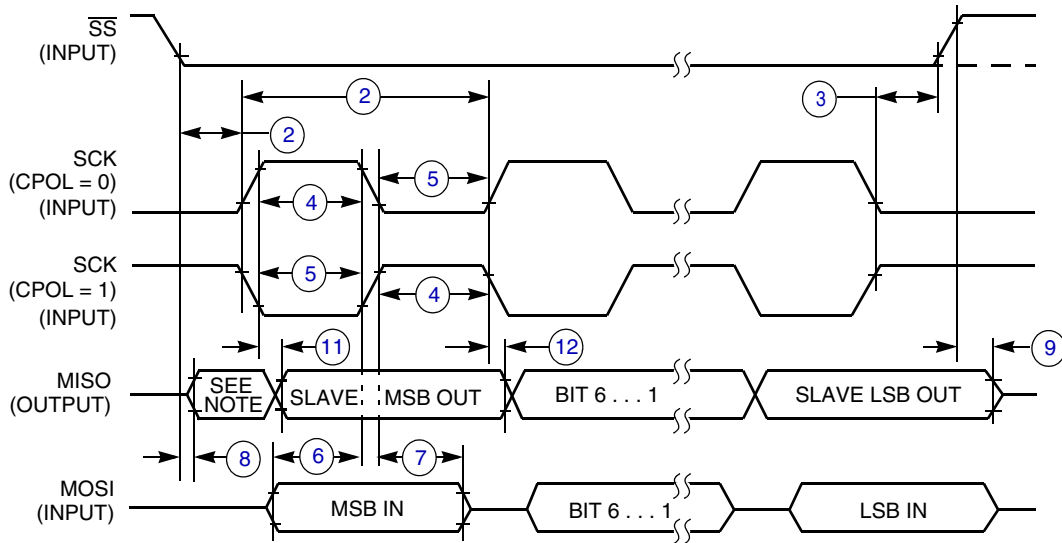 SS
(INPUT)
2
3
2
SCK
(CPOL = 0)
(INPUT)
5
4
SCK
(CPOL = 1)
(INPUT)
5
4
11
12
9
MISO
(OUTPUT)
SEE
NOTE
SLAVE
MSB OUT
BIT 6 . . . 1
SLAVE LSB OUT
8
6
7
MOSI
(INPUT)
MSB IN
BIT 6 . . . 1
LSB IN